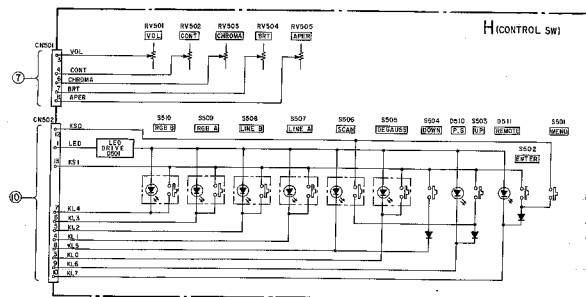 H (CONTROL SW)
RV501 RV502 RV503 RV504 RV505
VOL CONT CHROMA BRT APER
CN501
VOL
CONT
CHROMA
BRT
APER
7
CN502
S510 S509 S508 S507 S506 S505 S504 D510 S503 D511 S501
RGB B RGB A LINE B LINE A SCAN DEGAUSS DOWN P.S UP REMOTE MENU
S502
ENTER
KS0
LED
LED DRIVE Q501
KS1
10
KL4
KL3
KL2
KL1
KL5
KL0
KL6
KL7